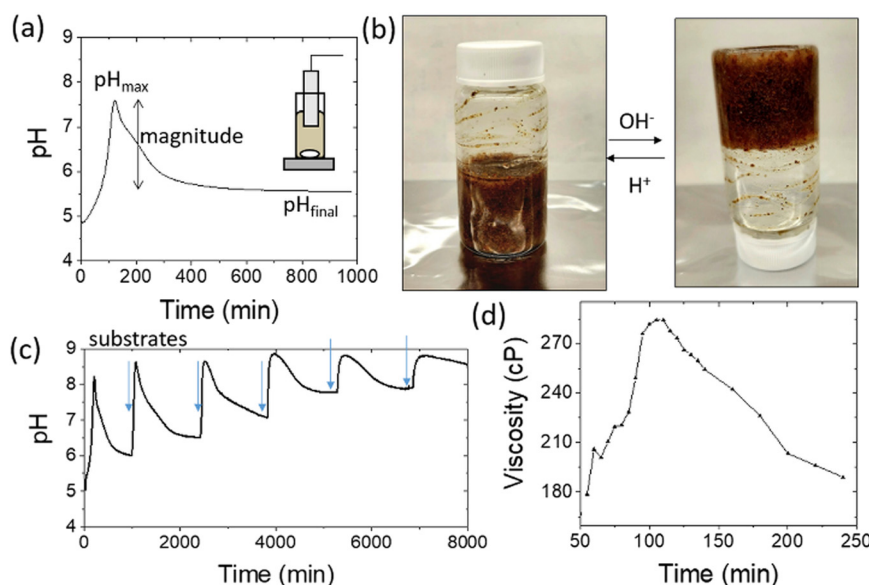 (a)
9
8
7
6
5
4
pH
pH_max
magnitude
pH_final
0 200 400 600 800 1000
Time (min)
(b)
OH⁻
H⁺
(c)
substrates
9
8
7
6
5
4
pH
0 2000 4000 6000 8000
Time (min)
(d)
270
240
210
180
Viscosity (cP)
50 100 150 200 250
Time (min)